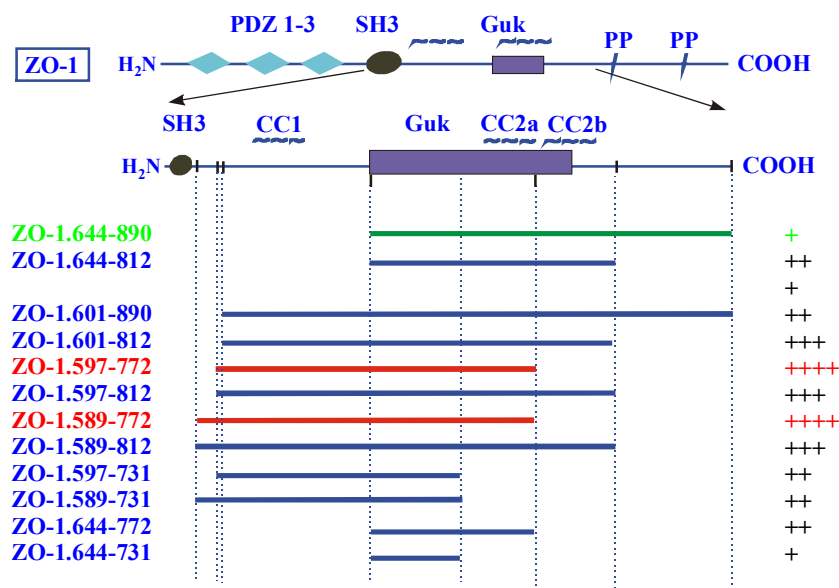 PDZ 1-3 SH3 Guk PP PP
ZO-1 H2N COOH
SH3 CC1 Guk CC2a CC2b
H2N COOH
ZO-1.644-890 +
ZO-1.644-812 ++
+
ZO-1.601-890 ++
ZO-1.601-812 +++
ZO-1.597-772 ++++
ZO-1.597-812 +++
ZO-1.589-772 ++++
ZO-1.589-812 +++
ZO-1.597-731 ++
ZO-1.589-731 ++
ZO-1.644-772 ++
ZO-1.644-731 +